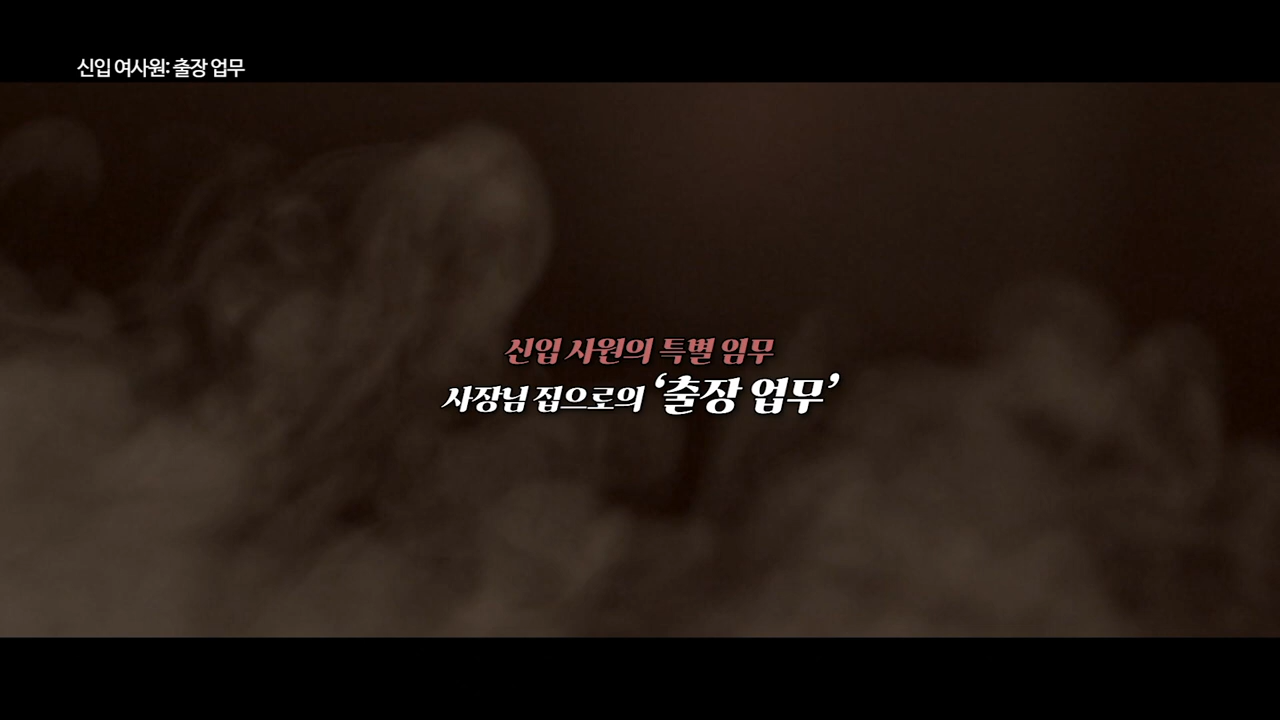 신입 여사원: 출장 업무
신입 사원의 특별 임무
사장님 집으로의 ‘출장 업무’